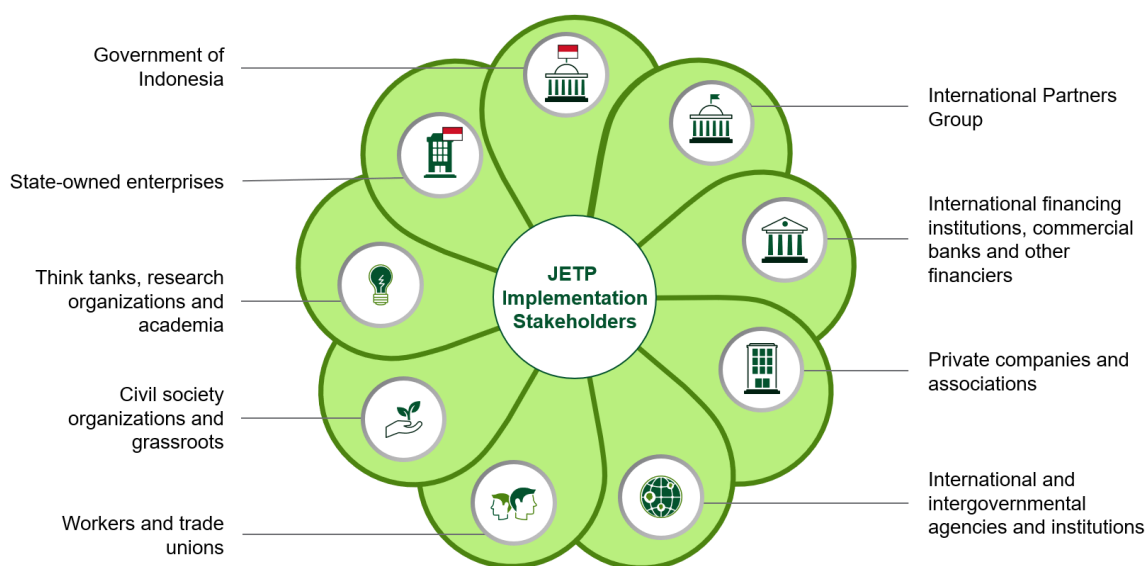 Government of
Indonesia
State-owned enterprises
Think tanks, research
organizations and
academia
Civil society
organizations and
grassroots
Workers and trade
unions
JETP
Implementation
Stakeholders
International Partners
Group
International financing
institutions, commercial
banks and other
financiers
Private companies and
associations
International and
intergovernmental
agencies and institutions